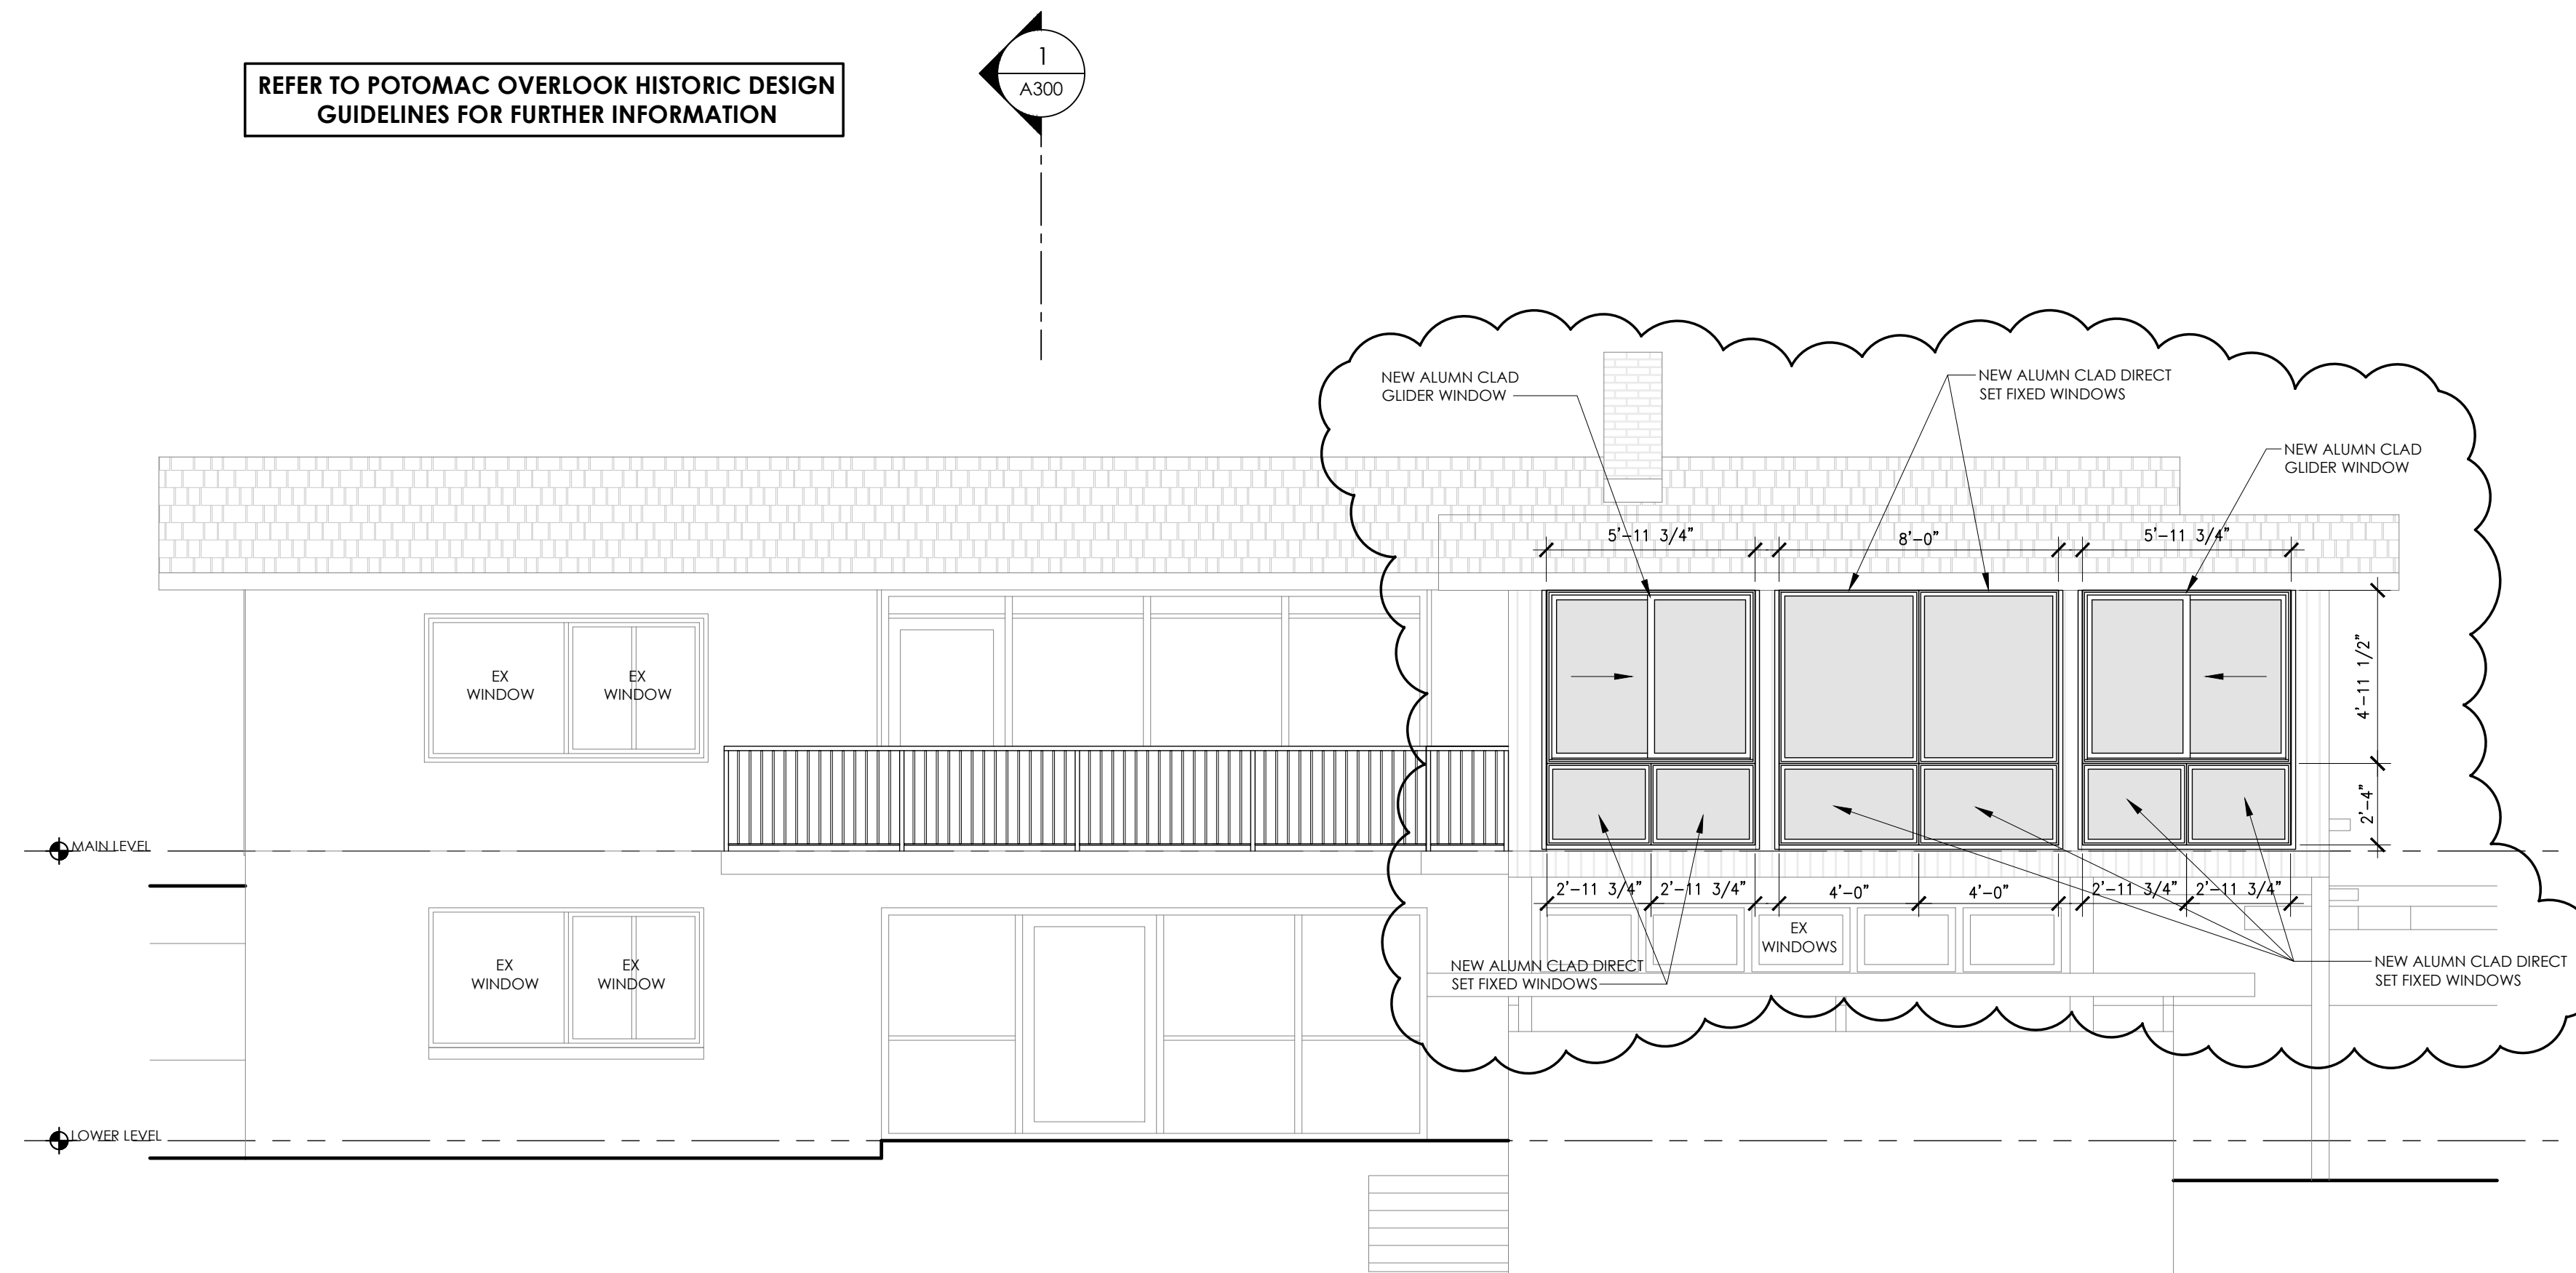 REFER TO POTOMAC OVERLOOK HISTORIC DESIGN
GUIDELINES FOR FURTHER INFORMATION
1
A300
NEW ALUMN CLAD
GLIDER WINDOW
NEW ALUMN CLAD DIRECT
SET FIXED WINDOWS
NEW ALUMN CLAD
GLIDER WINDOW
5'-11 3/4"
8'-0"
5'-11 3/4"
EX
WINDOW
EX
WINDOW
4'-11 1/2"
2'-4"
MAIN LEVEL
2'-11 3/4"
2'-11 3/4"
4'-0"
4'-0"
2'-11 3/4"
2'-11 3/4"
EX
WINDOWS
EX
WINDOW
EX
WINDOW
NEW ALUMN CLAD DIRECT
SET FIXED WINDOWS
NEW ALUMN CLAD DIRECT
SET FIXED WINDOWS
LOWER LEVEL